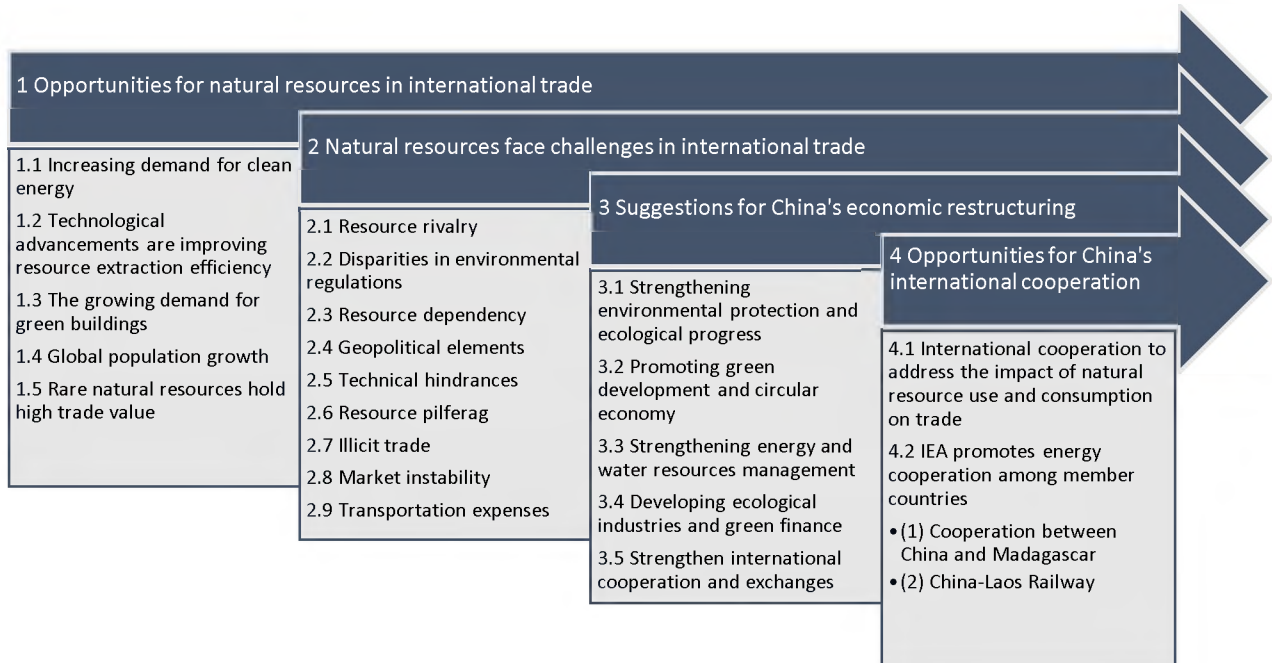 1 Opportunities for natural resources in international trade
1.1 Increasing demand for clean
energy
1.2 Technological
advancements are improving
resource extraction efficiency
1.3 The growing demand for
green buildings
1.4 Global population growth
1.5 Rare natural resources hold
high trade value
2 Natural resources face challenges in international trade
2.1 Resource rivalry
2.2 Disparities in environmental
regulations
2.3 Resource dependency
2.4 Geopolitical elements
2.5 Technical hindrances
2.6 Resource pilferag
2.7 Illicit trade
2.8 Market instability
2.9 Transportation expenses
3 Suggestions for China's economic restructuring
3.1 Strengthening
environmental protection and
ecological progress
3.2 Promoting green
development and circular
economy
3.3 Strengthening energy and
water resources management
3.4 Developing ecological
industries and green finance
3.5 Strengthen international
cooperation and exchanges
4 Opportunities for China's
international cooperation
4.1 International cooperation to
address the impact of natural
resource use and consumption
on trade
4.2 IEA promotes energy
cooperation among member
countries
• (1) Cooperation between
China and Madagascar
• (2) China-Laos Railway